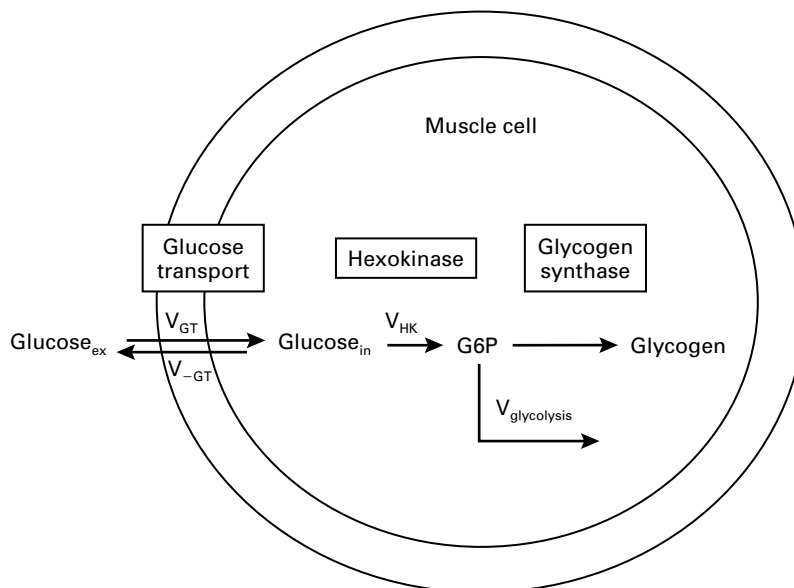 Muscle cell
Glucose
transport
Hexokinase
Glycogen
synthase
V_GT
V_HK
Glucose_ex
Glucose_in
G6P
Glycogen
V_–GT
V_glycolysis